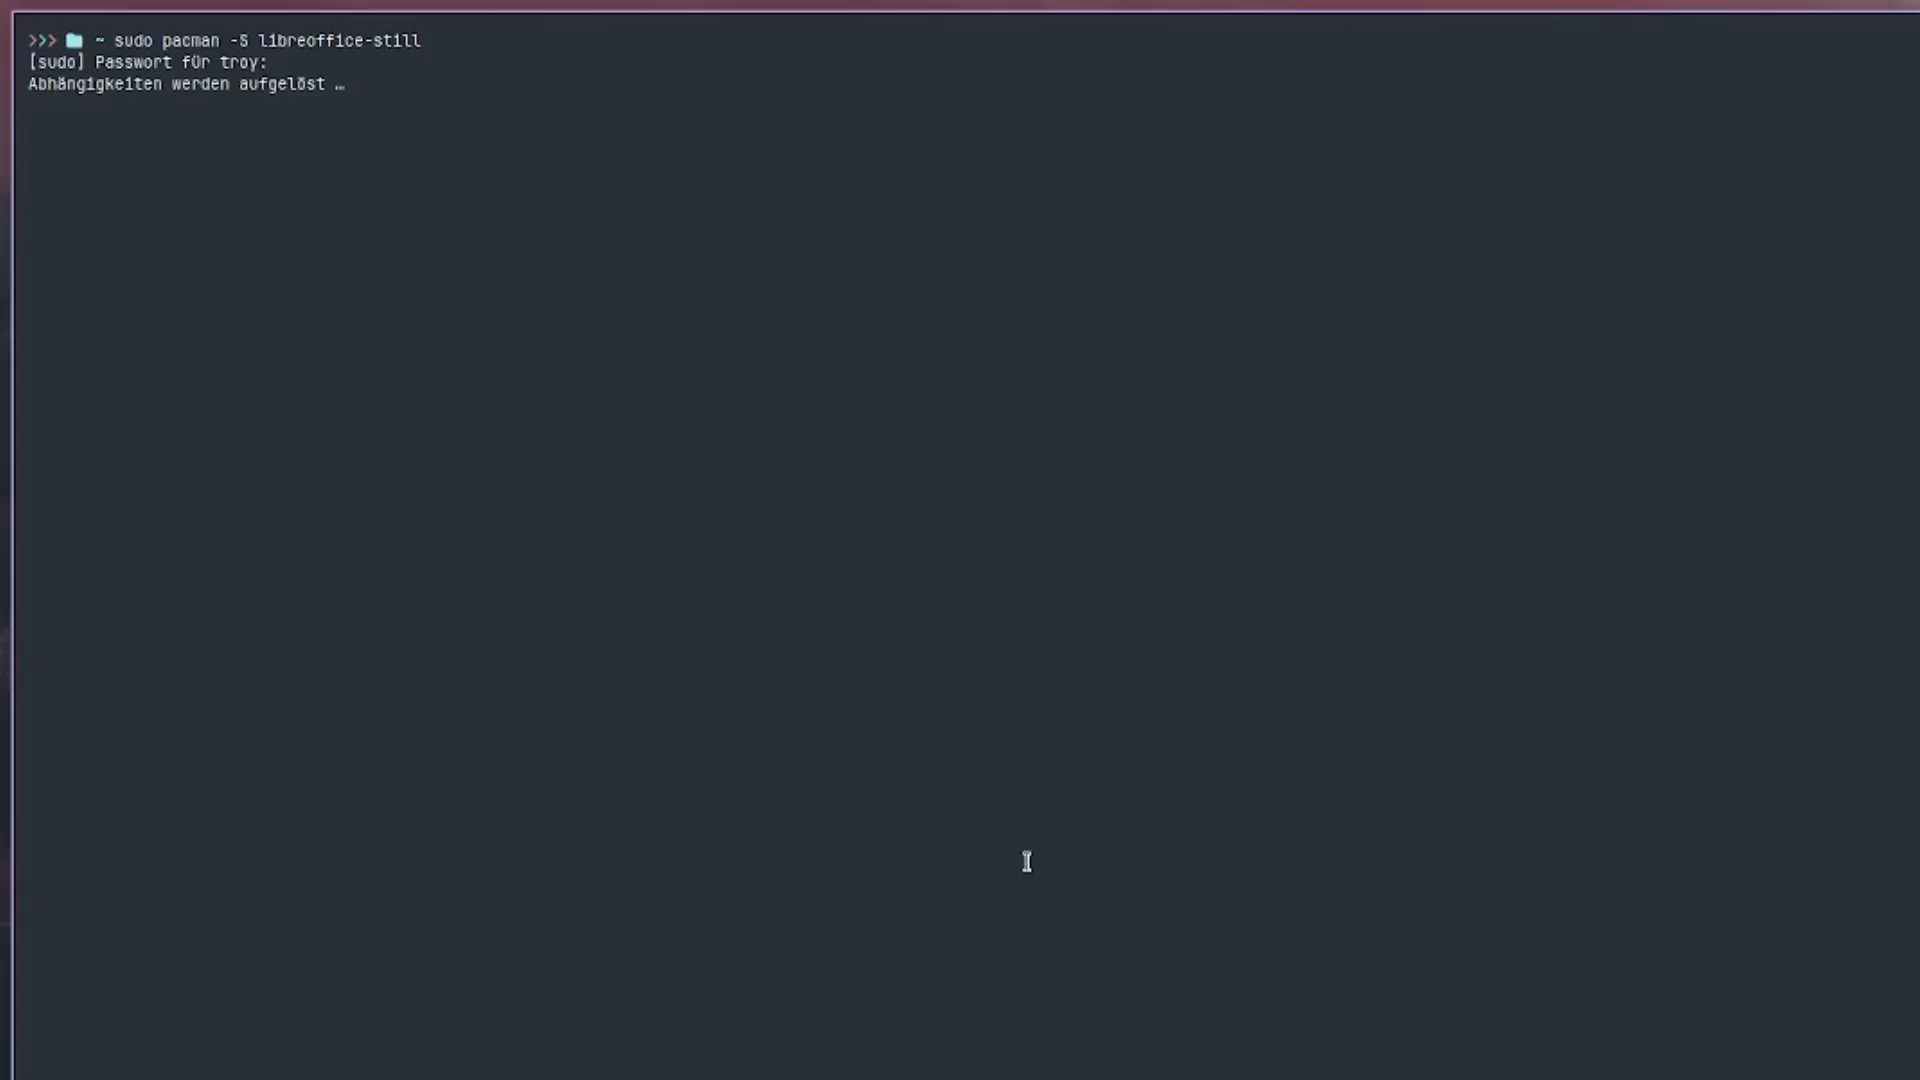 >>> ~ sudo pacman -S libreoffice-still
[sudo] Passwort für troy:
Abhängigkeiten werden aufgelöst …